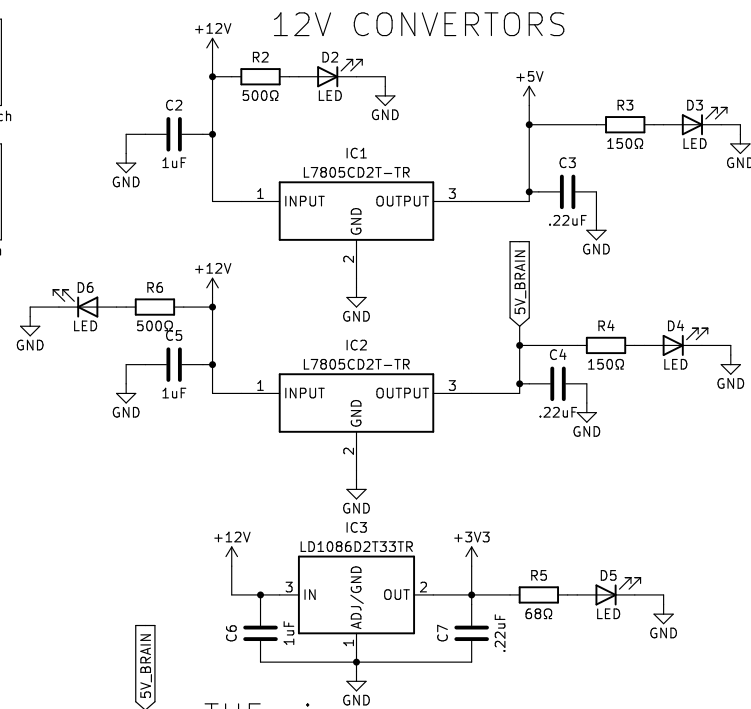 12V CONVERTORS
+12V
R2
500Ω
D2
LED
GND
C2
1uF
GND
IC1
L7805CD2T-TR
1
INPUT
OUTPUT
3
GND
2
GND
+5V
R3
150Ω
D3
LED
GND
C3
.22uF
GND
ch
+12V
D6
LED
GND
R6
500Ω
C5
1uF
GND
IC2
L7805CD2T-TR
1
INPUT
OUTPUT
3
GND
2
GND
5V_BRAIN
R4
150Ω
D4
LED
GND
C4
.22uF
GND
IC3
LD1086D2T33TR
+12V
3
IN
OUT
2
ADJ/GND
1
C6
1uF
GND
+3V3
C7
.22uF
R5
68Ω
D5
LED
GND
5V_BRAIN